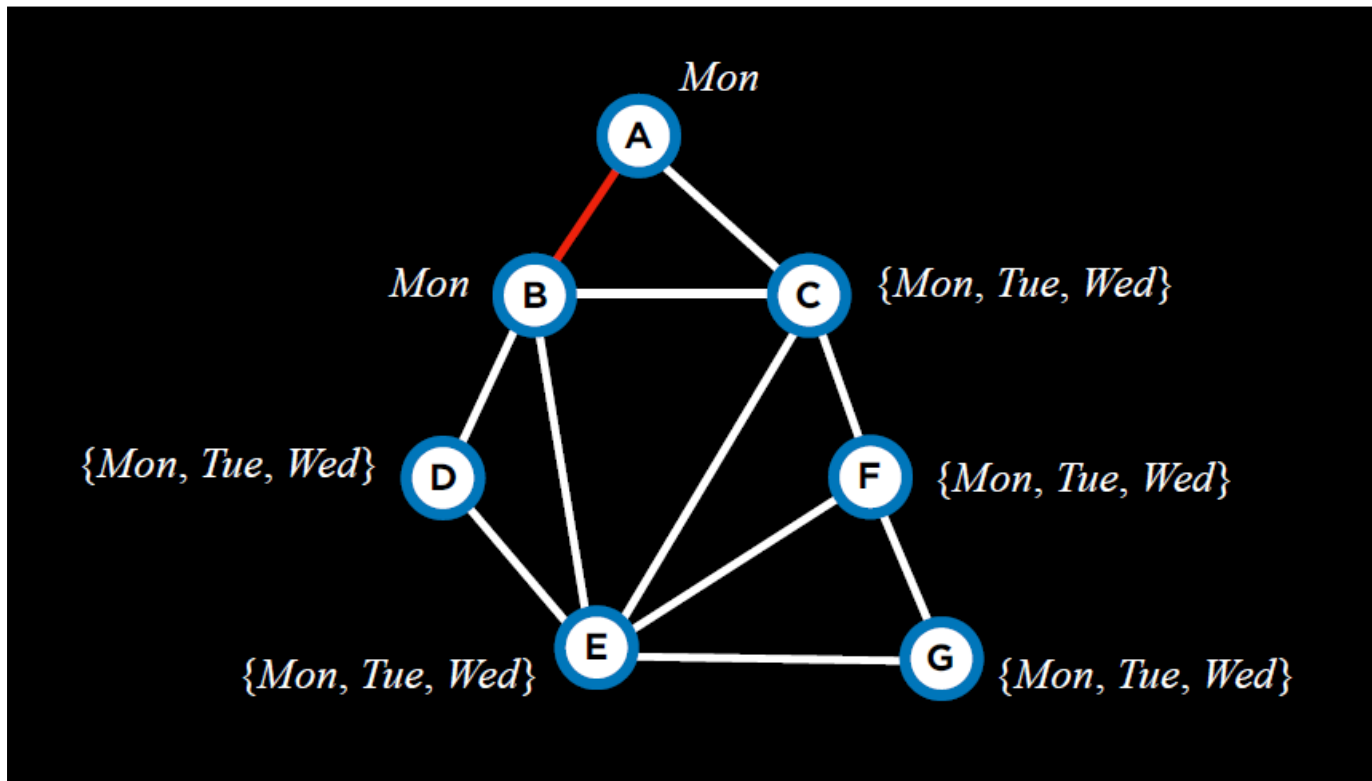 Mon
A
Mon
B
C
{Mon, Tue, Wed}
{Mon, Tue, Wed}
D
F
{Mon, Tue, Wed}
E
{Mon, Tue, Wed}
G
{Mon, Tue, Wed}